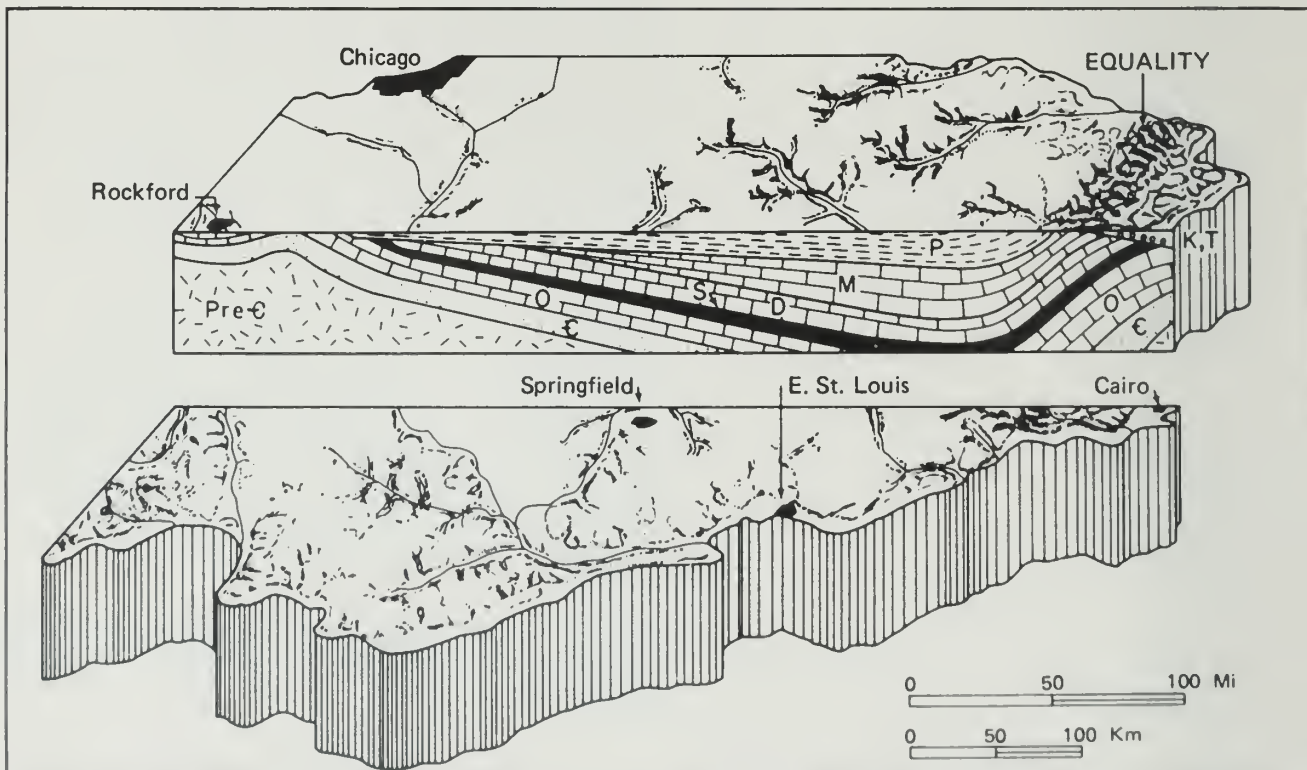 Chicago
EQUALITY
Rockford
P
K,T
M
S
O
D
O
Pre-Є
Є
Є
Springfield
E. St. Louis
Cairo
0 50 100 Mi
0 50 100 Km